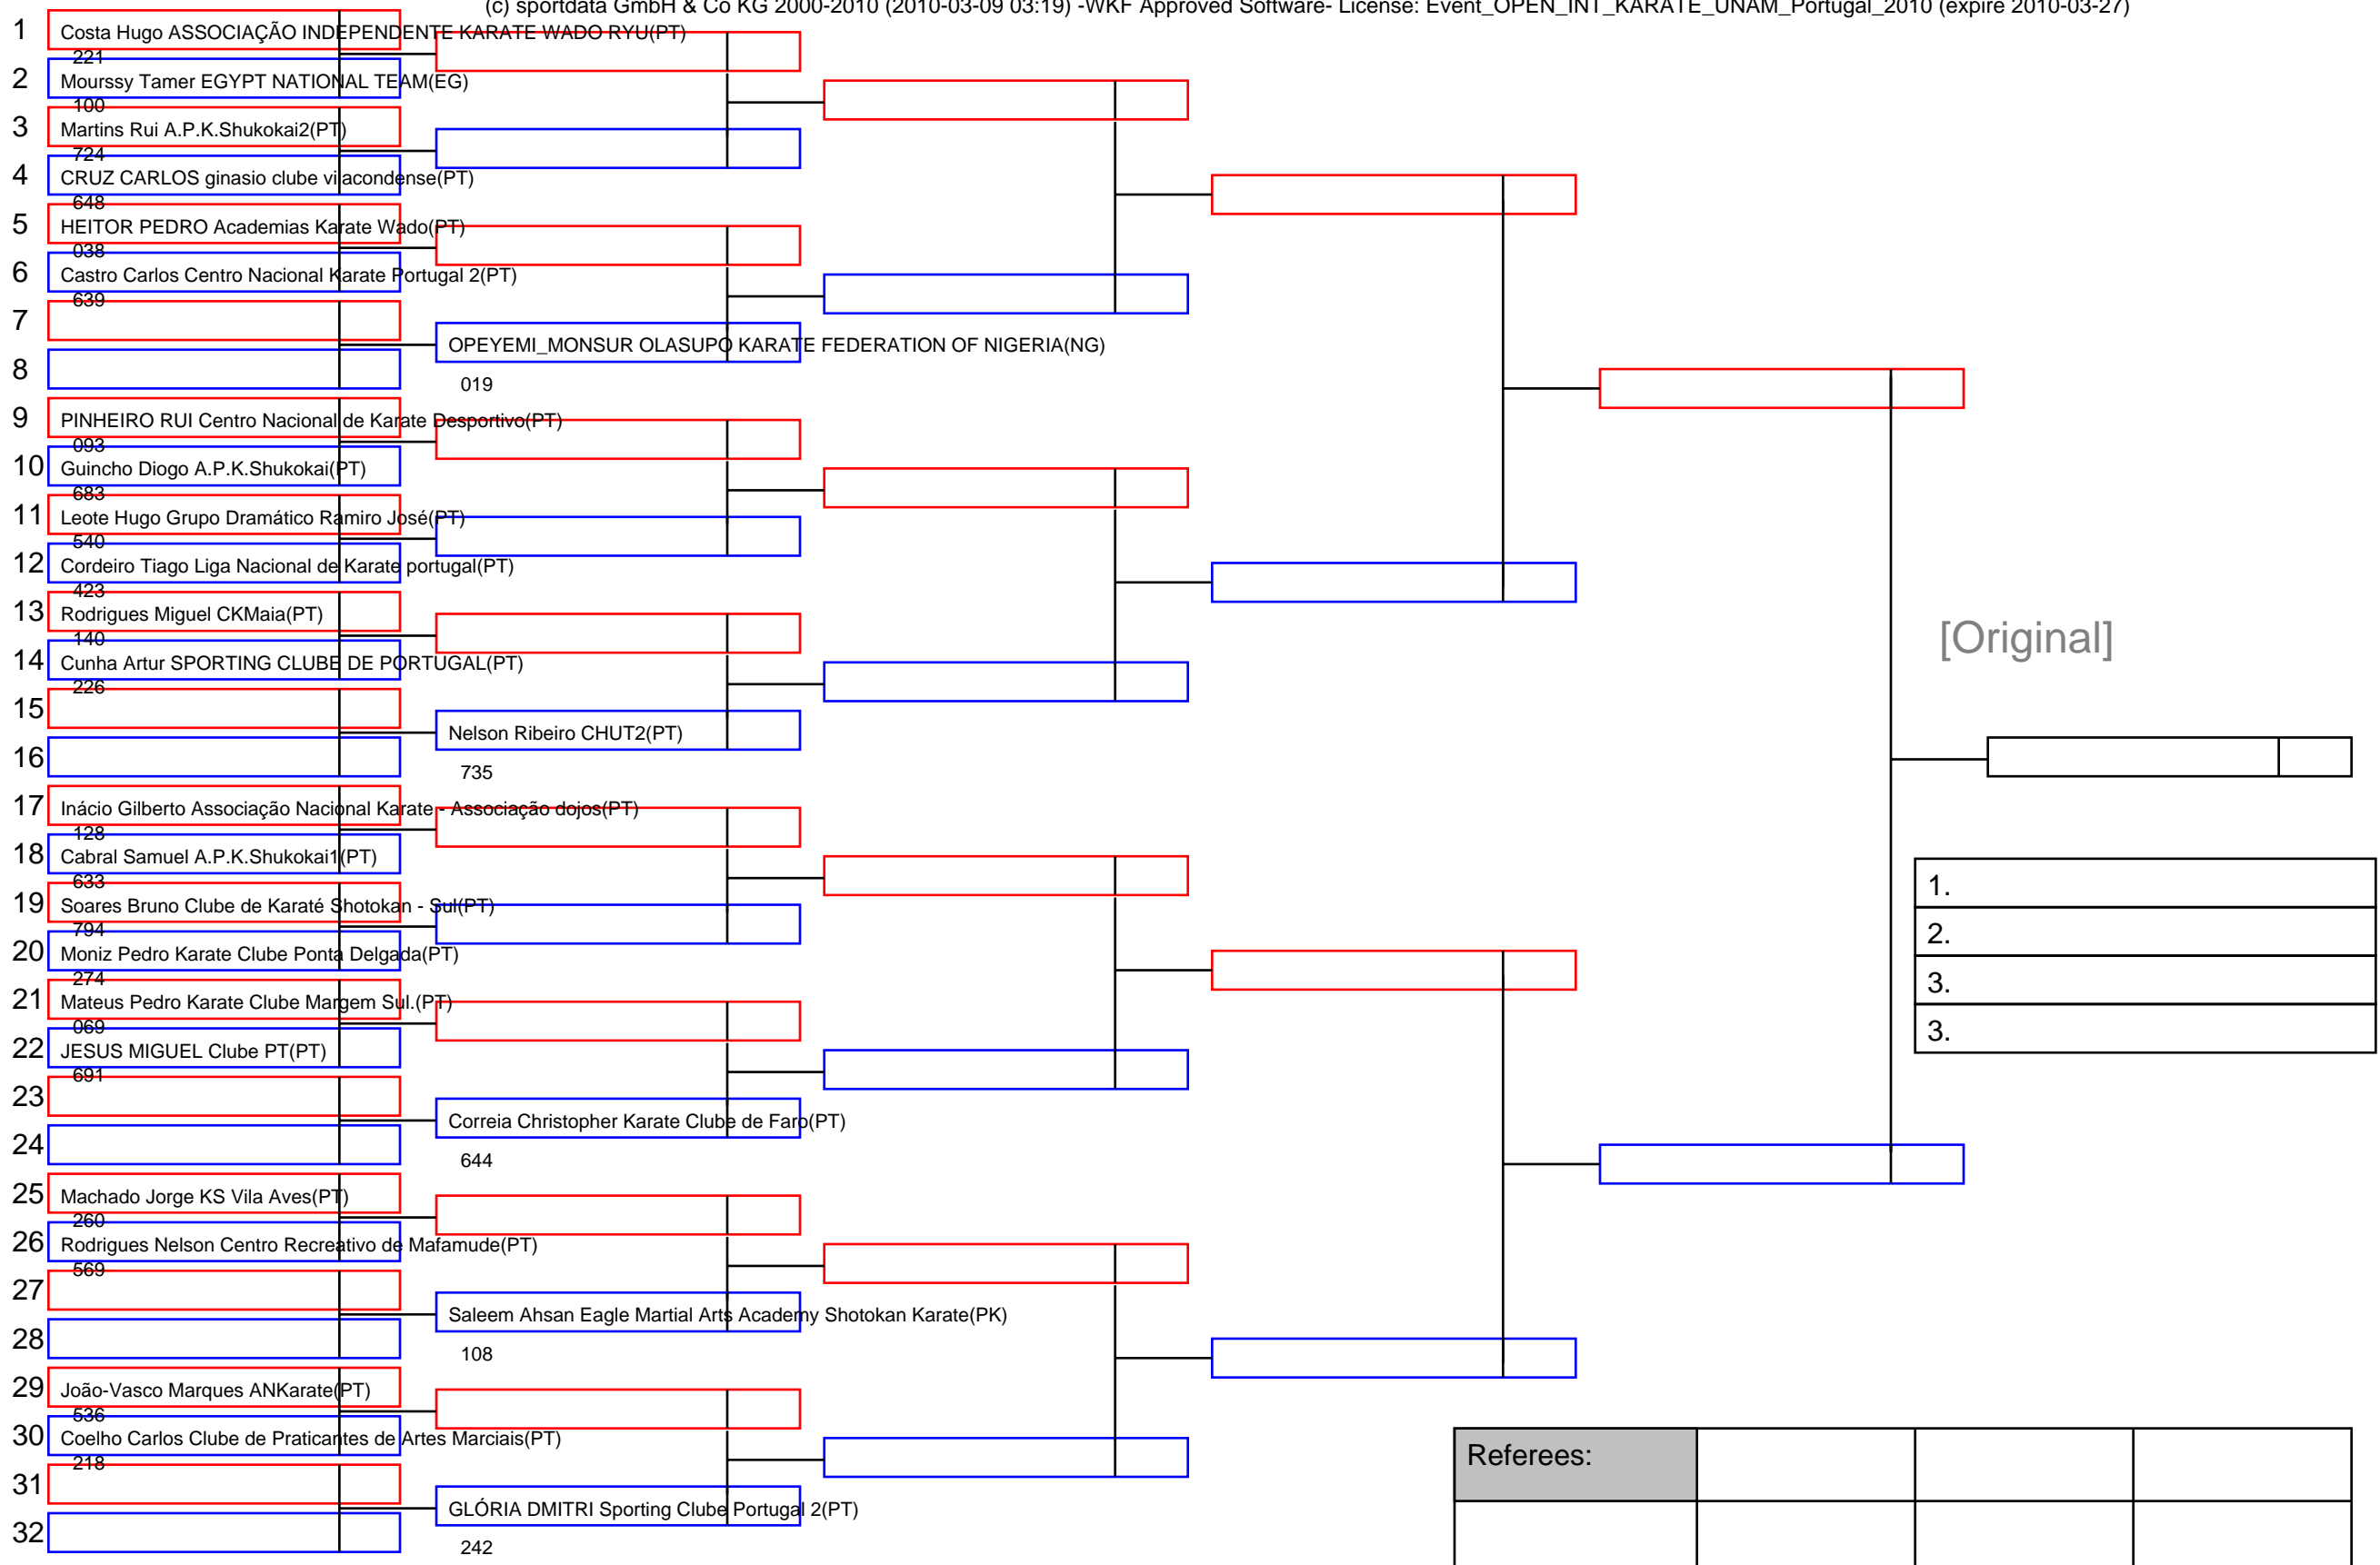 (c) sportdata GmbH & Co KG 2000-2010 (2010-03-09 03:19) -WKF Approved Software- License: Event_OPEN_INT_KARATE_UNAM_Portugal_2010 (expire 2010-03-27)
1 Costa Hugo ASSOCIAÇÃO INDEPENDENTE KARATE WADO RYU(PT)
221
2 Mourssy Tamer EGYPT NATIONAL TEAM(EG)
100
3 Martins Rui A.P.K.Shukokai2(PT)
724
4 CRUZ CARLOS ginasio clube vilacondense(PT)
648
5 HEITOR PEDRO Academias Karate Wado(PT)
038
6 Castro Carlos Centro Nacional Karate Portugal 2(PT)
639
7
OPEYEMI_MONSUR OLASUPO KARATE FEDERATION OF NIGERIA(NG)
8
019
9 PINHEIRO RUI Centro Nacional de Karate Desportivo(PT)
093
10 Guincho Diogo A.P.K.Shukokai(PT)
683
11 Leote Hugo Grupo Dramático Ramiro José(PT)
540
12 Cordeiro Tiago Liga Nacional de Karate portugal(PT)
423
13 Rodrigues Miguel CKMaia(PT)
140
[Original]
14 Cunha Artur SPORTING CLUBE DE PORTUGAL(PT)
226
15
Nelson Ribeiro CHUT2(PT)
16
735
17 Inácio Gilberto Associação Nacional Karate - Associação dojos(PT)
128
18 Cabral Samuel A.P.K.Shukokai1(PT)
633
19 Soares Bruno Clube de Karaté Shotokan - Sul(PT)
794
20 Moniz Pedro Karate Clube Ponta Delgada(PT)
274
21 Mateus Pedro Karate Clube Margem Sul.(PT)
069
22 JESUS MIGUEL Clube PT(PT)
691
1.
2.
3.
3.
23
Correia Christopher Karate Clube de Faro(PT)
24
644
25 Machado Jorge KS Vila Aves(PT)
260
26 Rodrigues Nelson Centro Recreativo de Mafamude(PT)
569
27
Saleem Ahsan Eagle Martial Arts Academy Shotokan Karate(PK)
28
108
29 João-Vasco Marques ANKarate(PT)
536
30 Coelho Carlos Clube de Praticantes de Artes Marciais(PT)
218
Referees:
31
GLÓRIA DMITRI Sporting Clube Portugal 2(PT)
32
242